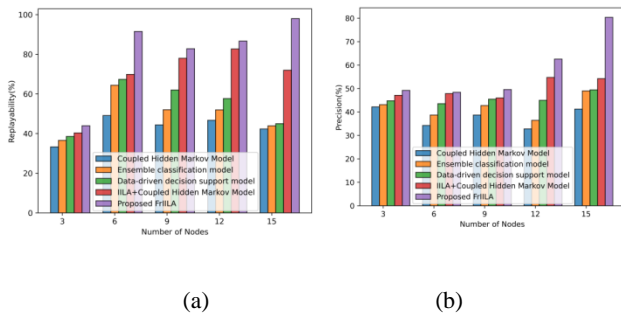 100
80
60
40
20
0
Replayability(%)
Coupled Hidden Markov Model
Ensemble classification model
Data-driven decision support model
IILA+Coupled Hidden Markov Model
Proposed FrIILA
3 6 9 12 15
Number of Nodes
(a)
80
70
60
50
40
30
20
10
0
Precision(%)
Coupled Hidden Markov Model
Ensemble classification model
Data-driven decision support model
IILA+Coupled Hidden Markov Model
Proposed FrIILA
3 6 9 12 15
Number of Nodes
(b)